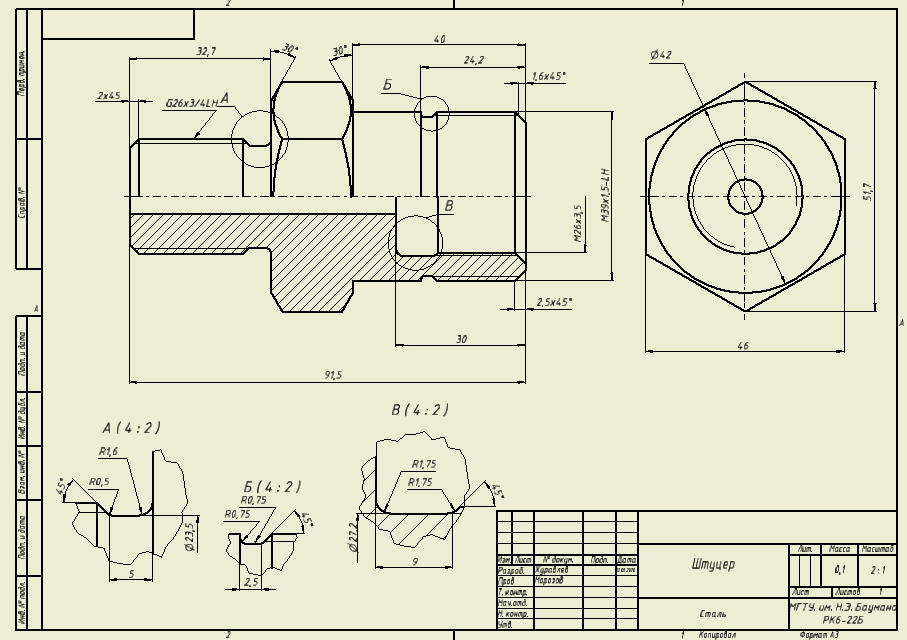 2
1
Перв. примен.
Справ. №
А
Подп. и дата
Инв. № дубл.
Взам. инв. №
Подп. и дата
Инв. № подл.
32,7
30°
30°
40
24,2
1,6x45°
2x45
G26x3/4LH
А
Б
В
M26x3,5
M39x1,5-LH
2,5x45°
30
91,5
Ø42
51,7
46
А
А(4:2)
R1,6
R0,5
45°
Ø23,5
5
Б(4:2)
R0,75
R0,75
45°
2,5
В(4:2)
R1,75
R1,75
45°
Ø27,2
9
Изм. Лист № докум. Подп. Дата
Разраб. Журавлев
Пров Морозов
Т. контр.
Нач.отд.
Н. контр.
Утв.
Штуцер
Сталь
Лит. Масса Масштаб
0,1 2:1
Лист Листов 1
МГТУ. им. Н.Э. Баумана
РК6-22Б
2
1 Копировал Формат А3